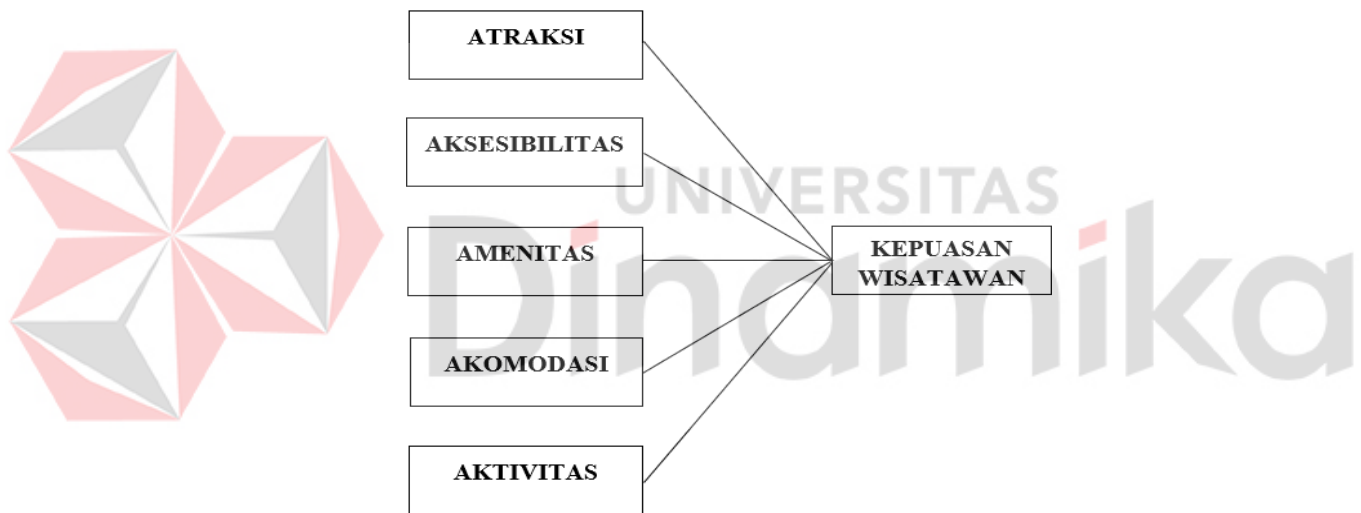 ATRAKSI
AKSESIBILITAS
UNIVERSITAS
Dinamika
AMENITAS
KEPUASAN
WISATAWAN
AKOMODASI
AKTIVITAS